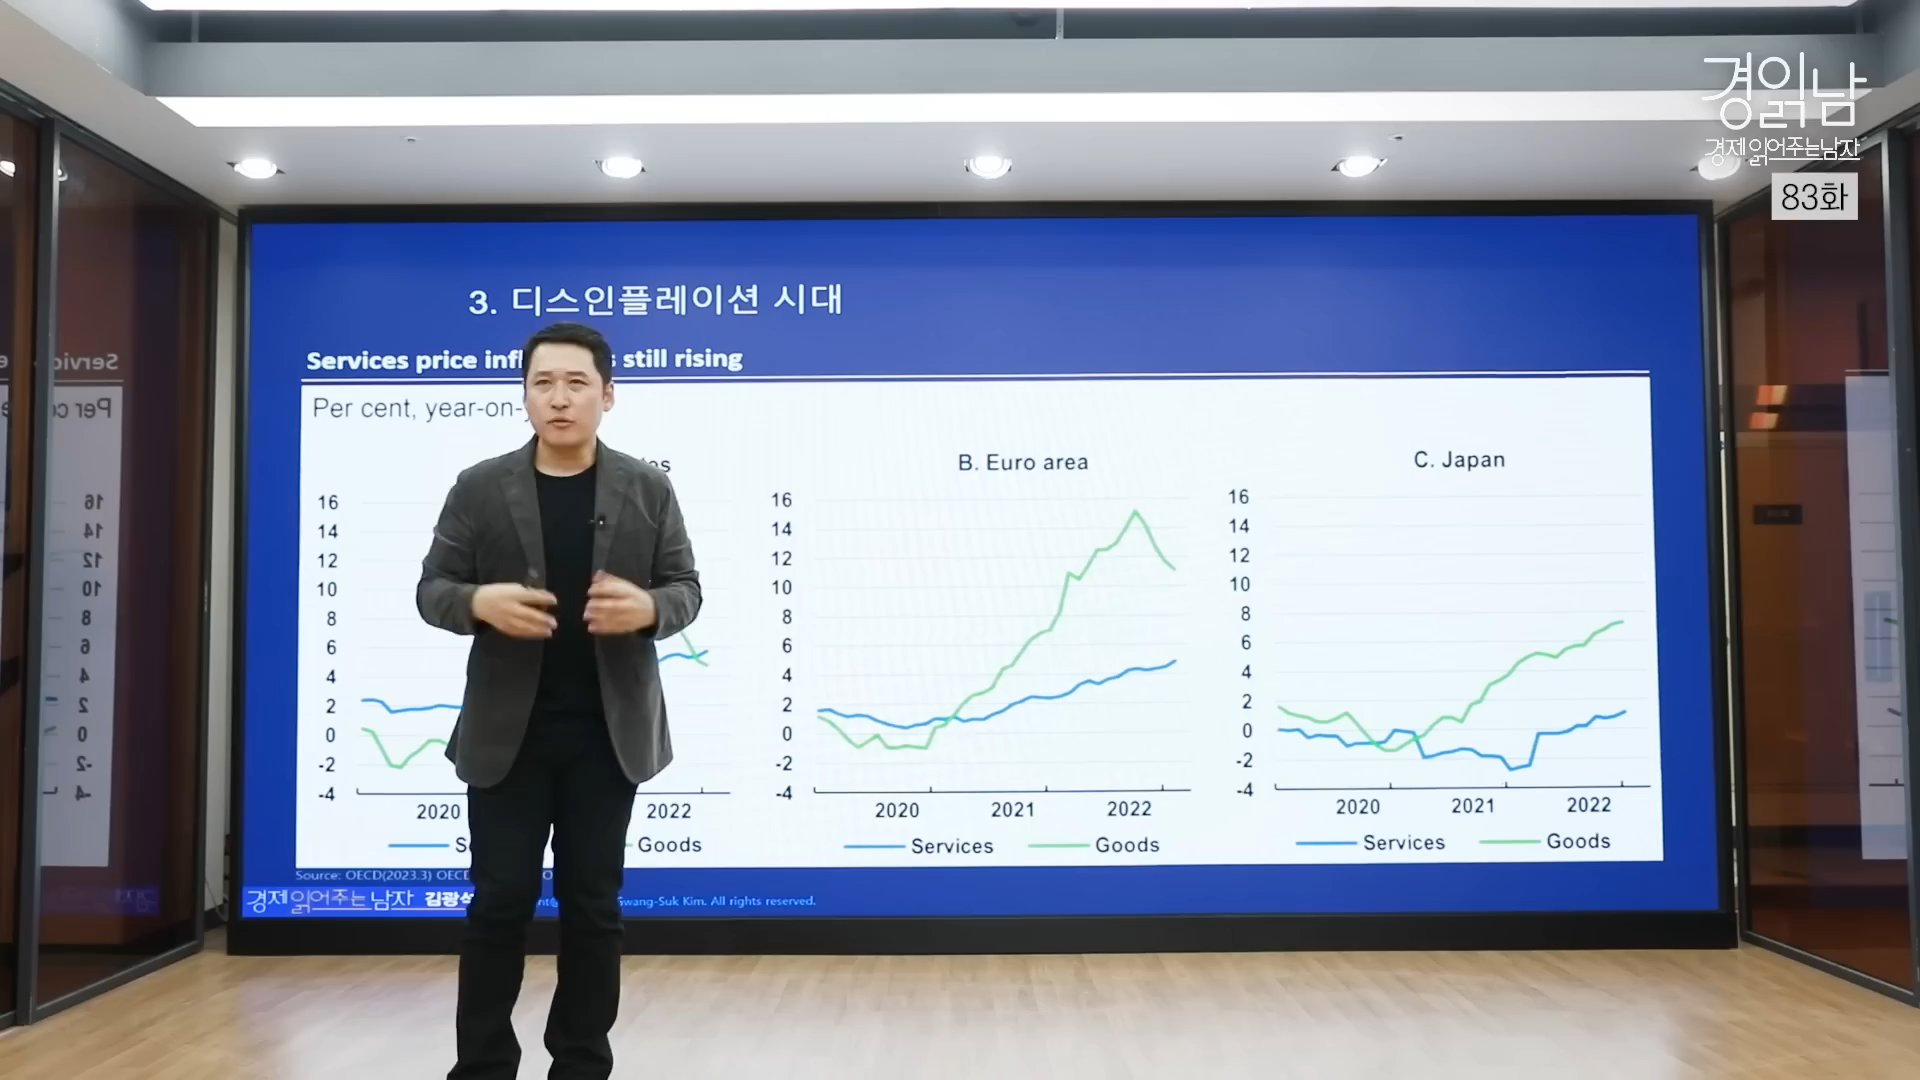 경읽남
경제읽어주는남자
83화
3. 디스인플레이션 시대
Services price still rising
Per cent, year-on-
B. Euro area
C. Japan
16
14
12
10
8
6
4
2
0
-2
-4
2020
2022
Goods
16
14
12
10
8
6
4
2
0
-2
-4
2020
2021
2022
Services
Goods
16
14
12
10
8
6
4
2
0
-2
-4
2020
2021
2022
Services
Goods
Source: OECD(2023.3)
경제읽어주는남자 김광석
Gwang-Suk Kim. All rights reserved.